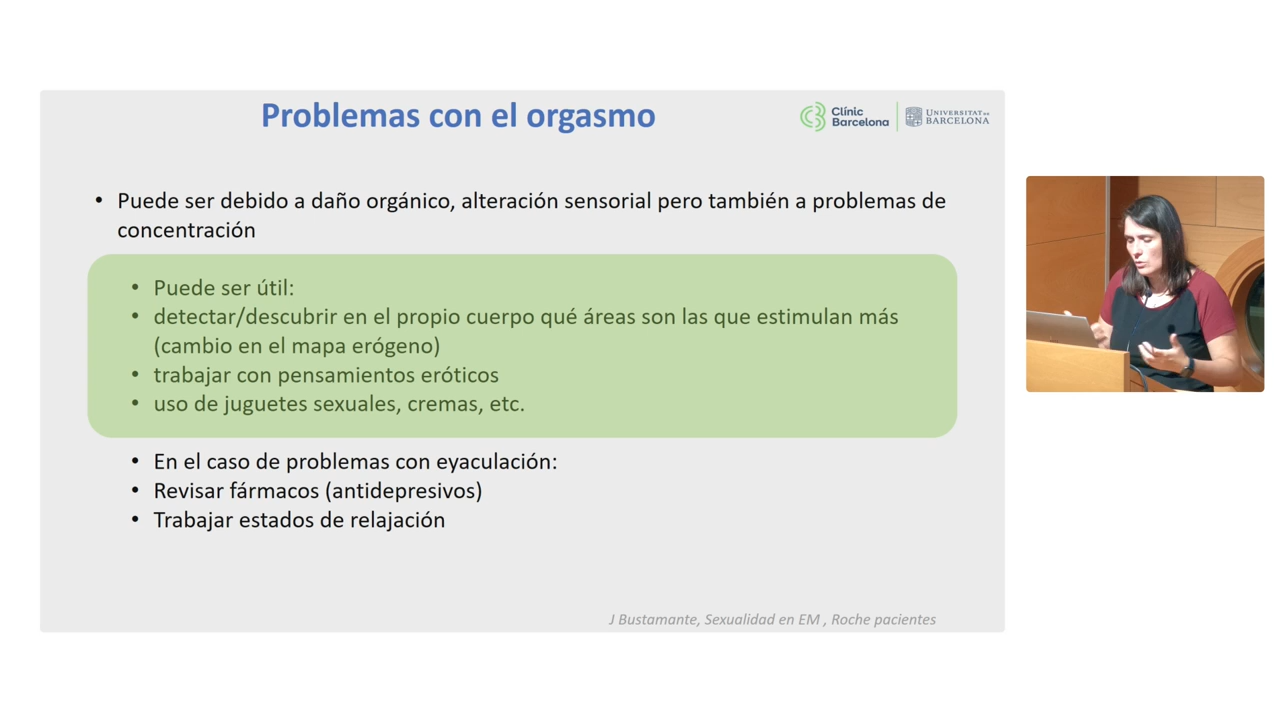 Problemas con el orgasmo
Clínic
Barcelona
UNIVERSITAT DE
BARCELONA
• Puede ser debido a daño orgánico, alteración sensorial pero también a problemas de
concentración
• Puede ser útil:
• detectar/descubrir en el propio cuerpo qué áreas son las que estimulan más
(cambio en el mapa erógeno)
• trabajar con pensamientos eróticos
• uso de juguetes sexuales, cremas, etc.
• En el caso de problemas con eyaculación:
• Revisar fármacos (antidepresivos)
• Trabajar estados de relajación
J Bustamante, Sexualidad en EM , Roche pacientes